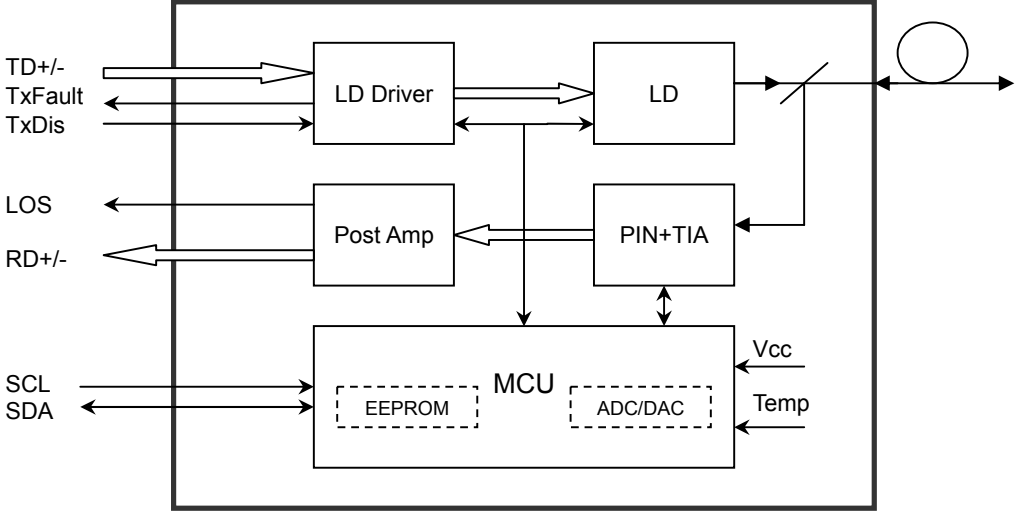 TD+/-
TxFault
TxDis
LD Driver
LD
LOS
RD+/-
Post Amp
PIN+TIA
SCL
SDA
MCU
EEPROM
ADC/DAC
Vcc
Temp